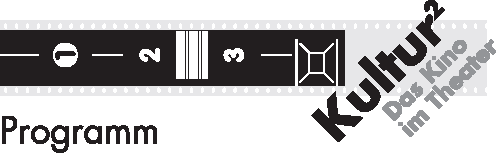 1 2 3
Kultur²
Das Kino
im Theater
Programm